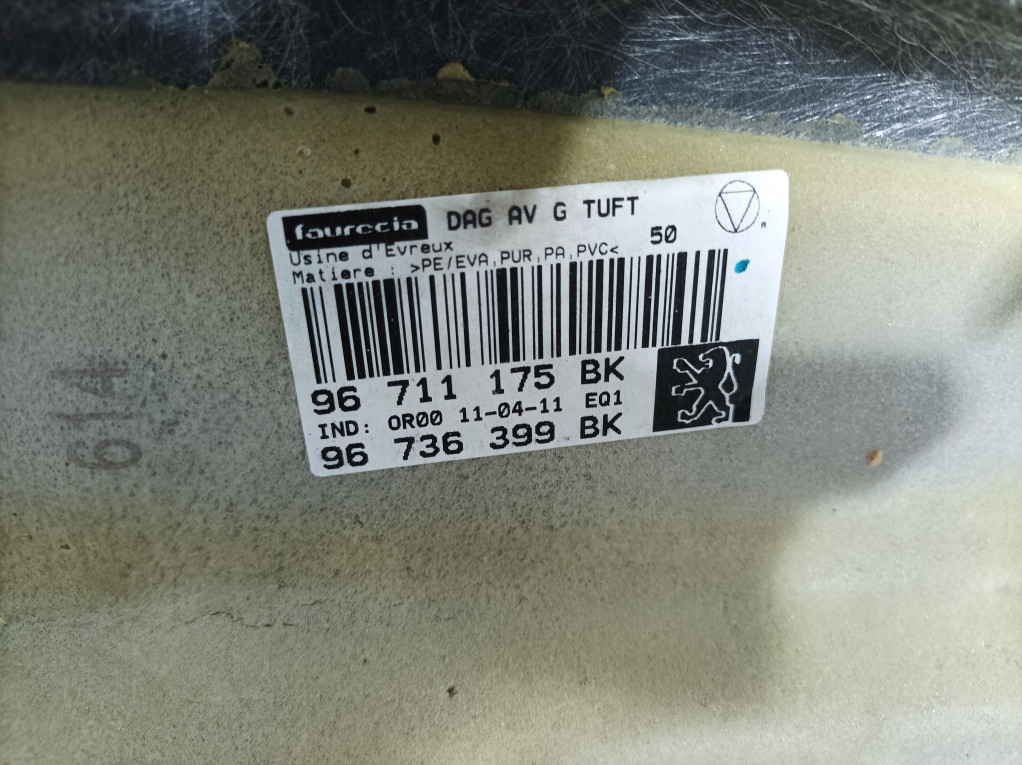 faurecia DAG AV G TUFT
Usine d'Evreux 50
Matiere : >PE/EVA,PUR,PA,PVC<
96 711 175 BK
IND: OR00 11-04-11 EQ1
96 736 399 BK
614